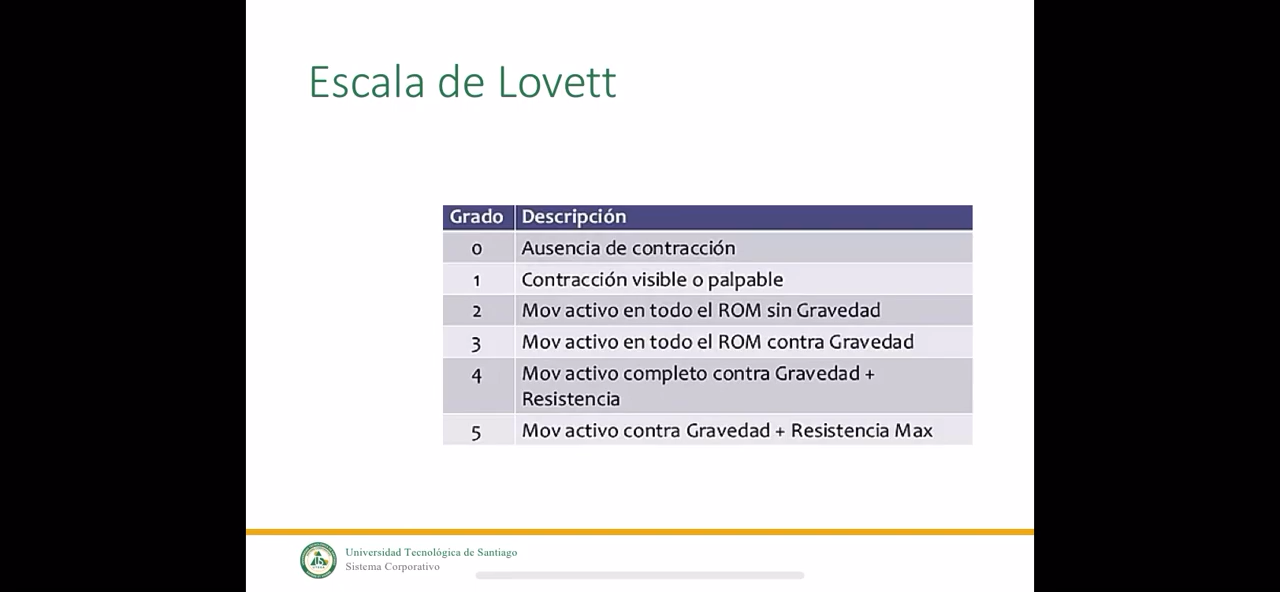 Escala de Lovett
Grado Descripción
0 Ausencia de contracción
1 Contracción visible o palpable
2 Mov activo en todo el ROM sin Gravedad
3 Mov activo en todo el ROM contra Gravedad
4 Mov activo completo contra Gravedad +
Resistencia
5 Mov activo contra Gravedad + Resistencia Max
Universidad Tecnológica de Santiago
Sistema Corporativo